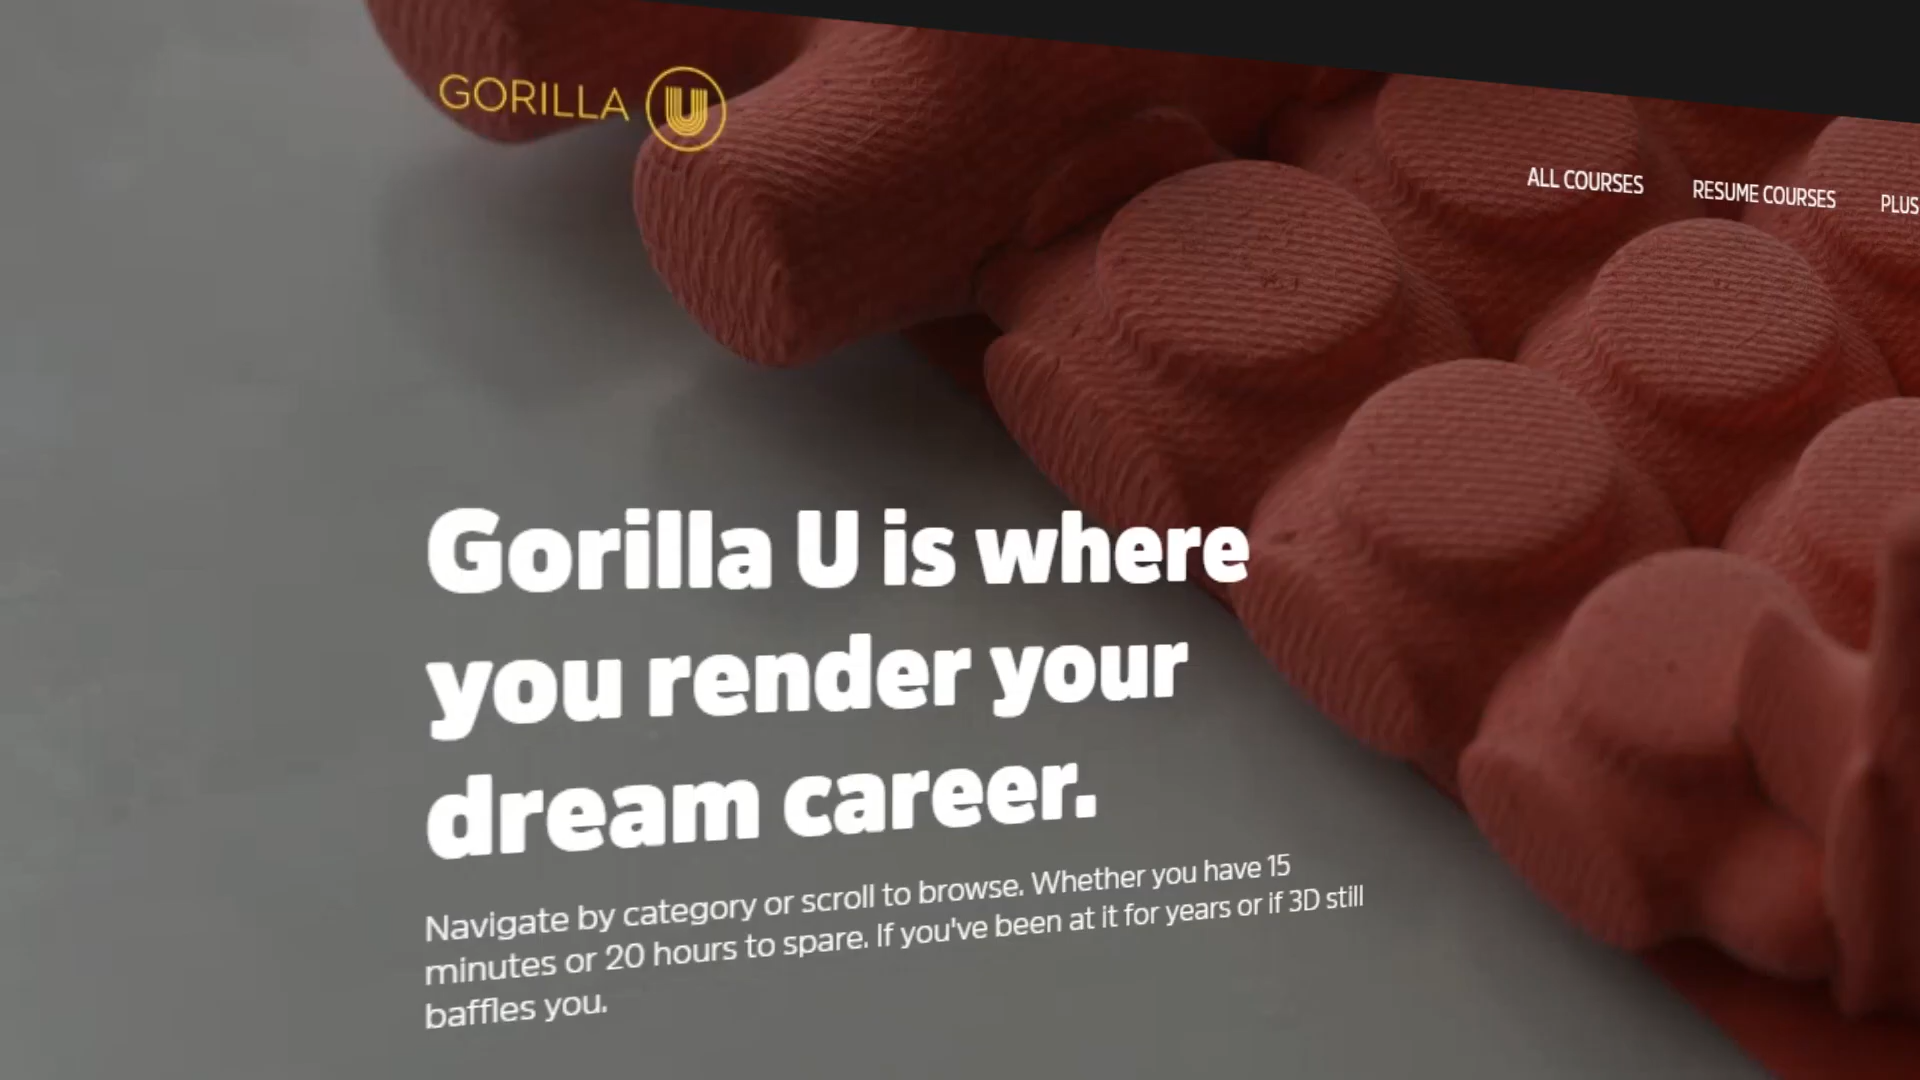 GORILLA U
ALL COURSES RESUME COURSES PLUS
Gorilla U is where
you render your
dream career.
Navigate by category or scroll to browse. Whether you have 15
minutes or 20 hours to spare. If you've been at it for years or if 3D still
baffles you.